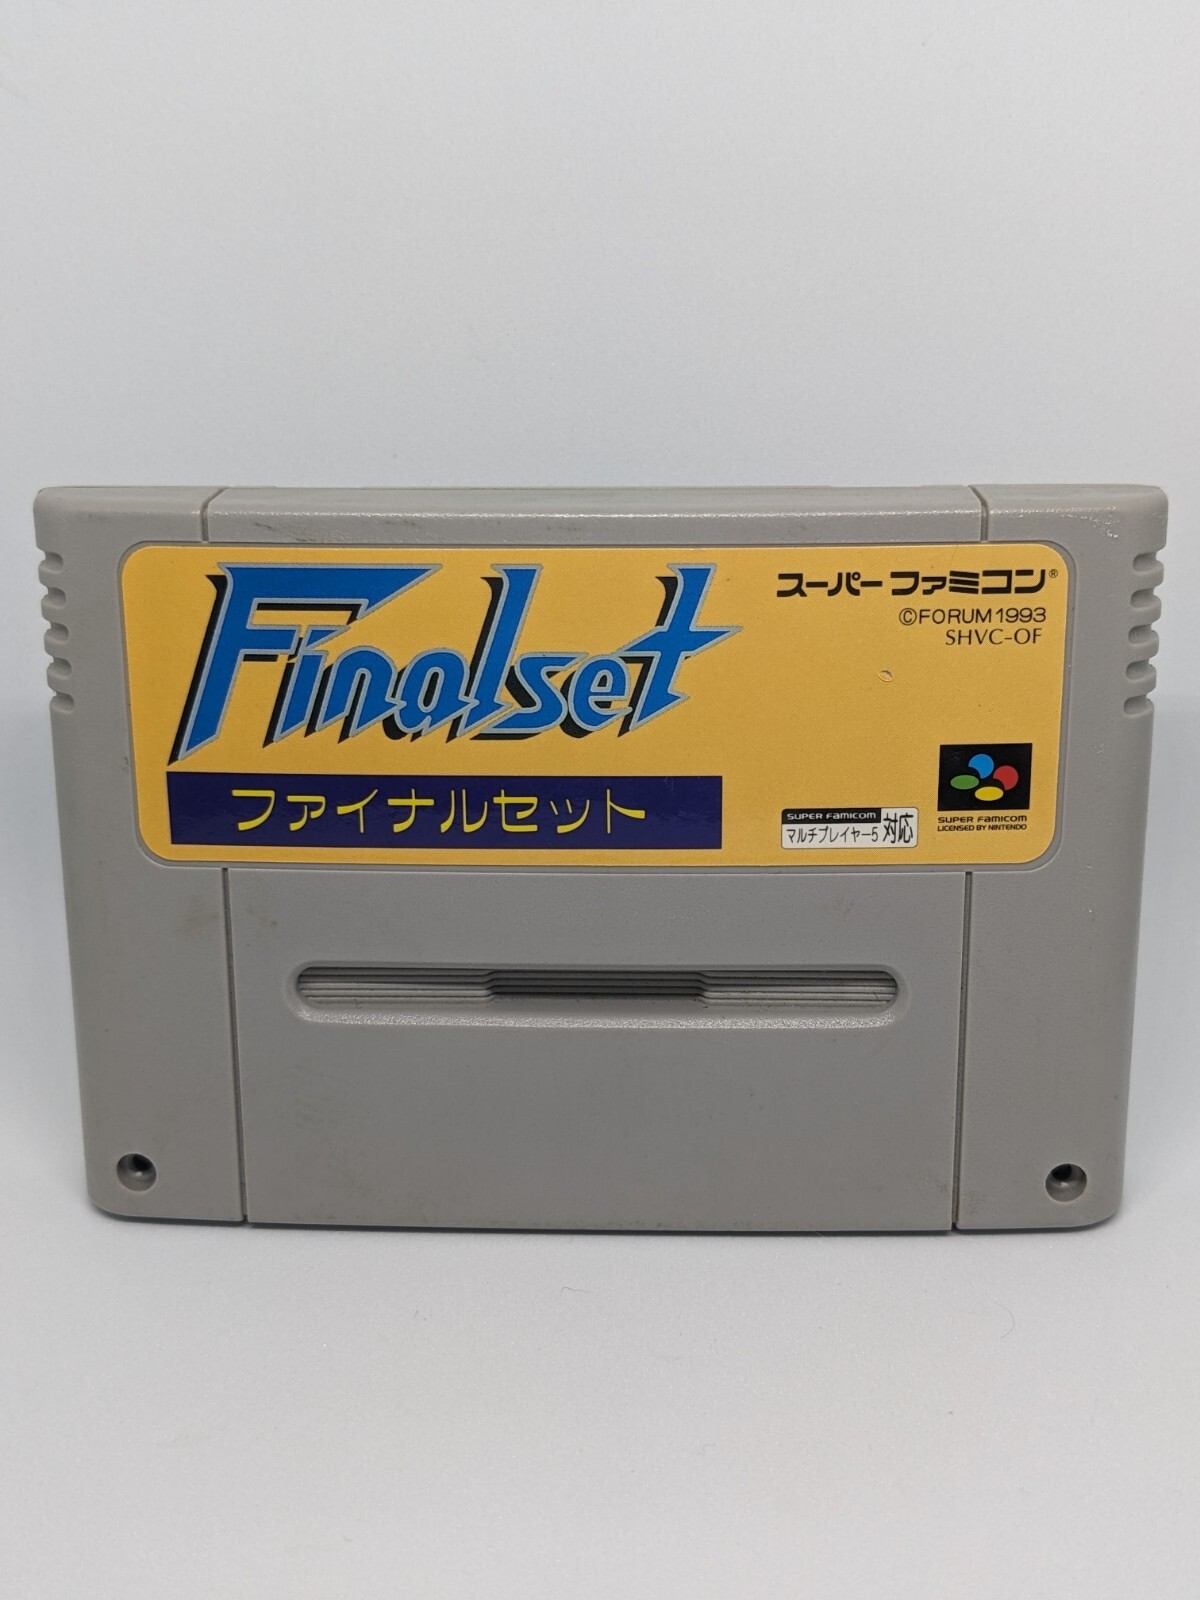 Finalset
ファイナルセット
スーパーファミコン®
©FORUM1993
SHVC-OF
SUPER FAMICOM
マルチプレイヤー5 対応
SUPER FAMICOM
LICENSED BY NINTENDO